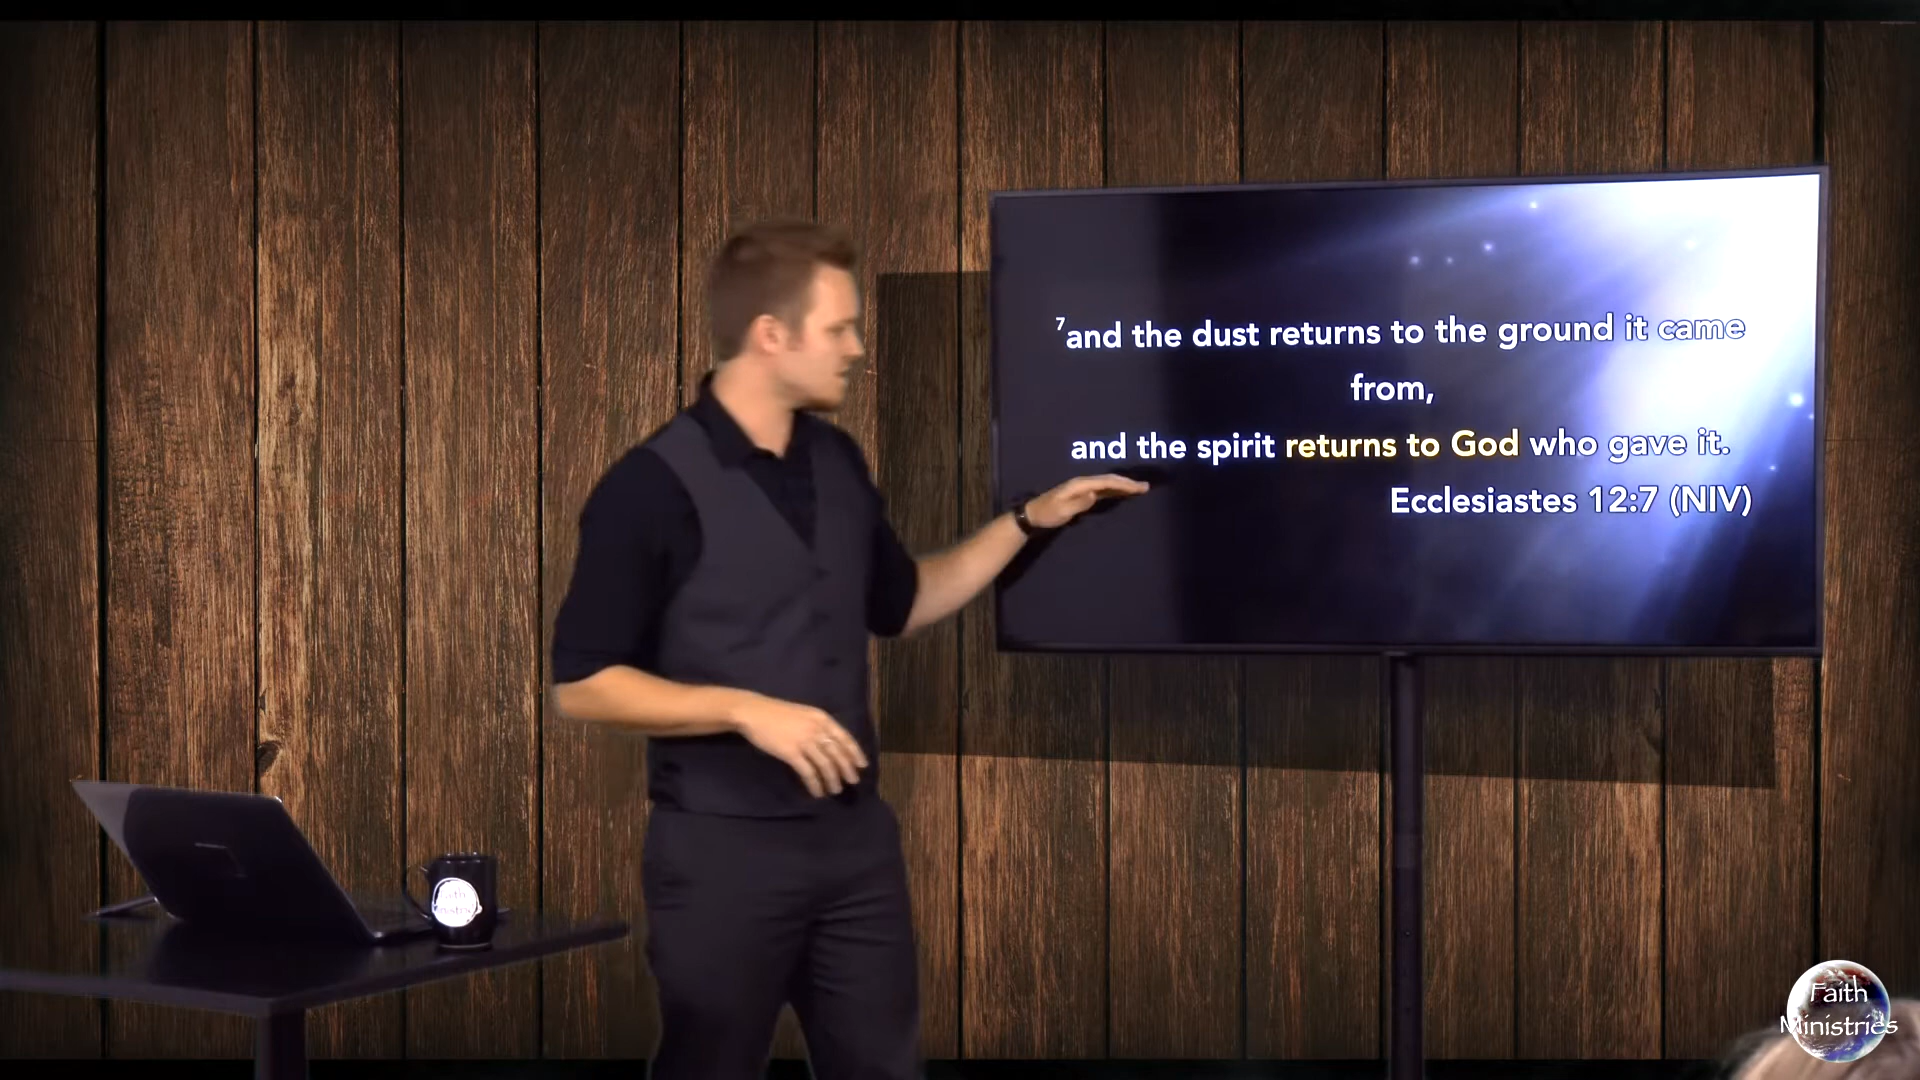 ⁷and the dust returns to the ground it came
from,
and the spirit returns to God who gave it.
Ecclesiastes 12:7 (NIV)
Faith
Ministries